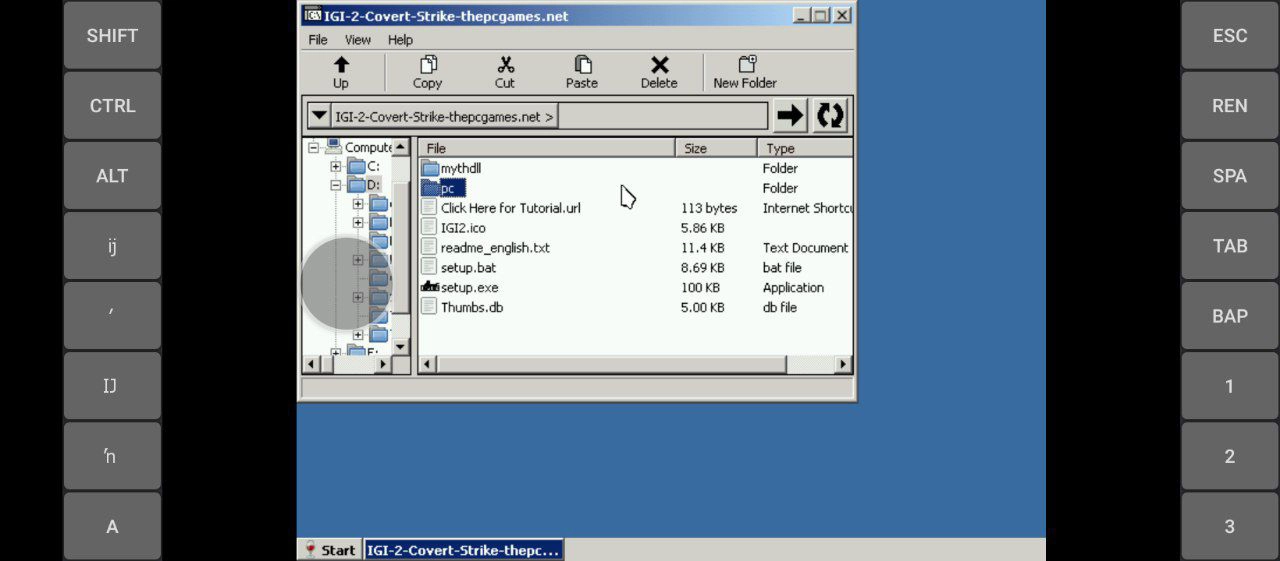 SHIFT
CTRL
ALT
ij
IJ
ŉ
A
IGI-2-Covert-Strike-thepcgames.net
File View Help
Up Copy Cut Paste Delete New Folder
IGI-2-Covert-Strike-thepcgames.net >
Compute
C:
D:
File Size Type
mythdll Folder
pc Folder
Click Here for Tutorial.url 113 bytes Internet Shortcu
IGI2.ico 5.86 KB
readme_english.txt 11.4 KB Text Document
setup.bat 8.69 KB bat file
setup.exe 100 KB Application
Thumbs.db 5.00 KB db file
Start IGI-2-Covert-Strike-thepc...
ESC
REN
SPA
TAB
BAP
1
2
3